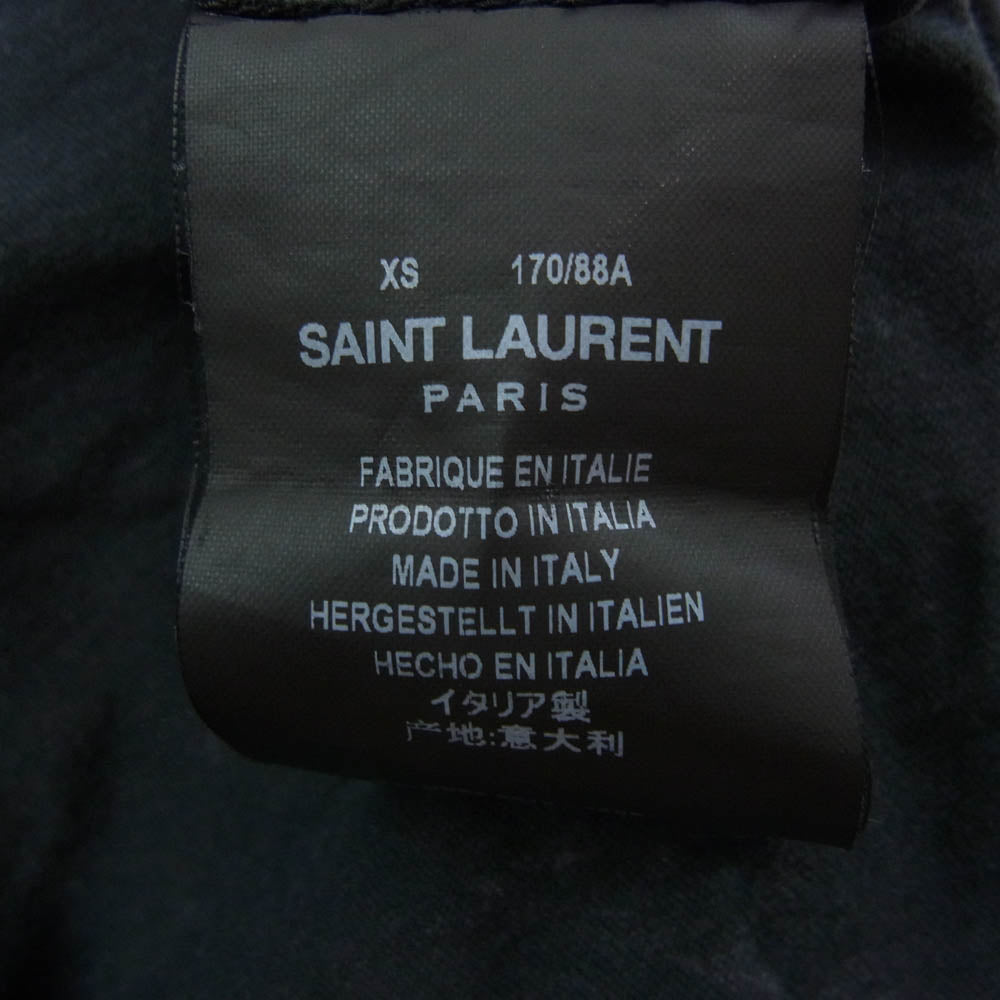 XS 170/88A
SAINT LAURENT
PARIS
FABRIQUE EN ITALIE
PRODOTTO IN ITALIA
MADE IN ITALY
HERGESTELLT IN ITALIEN
HECHO EN ITALIA
イタリア製
产地:意大利